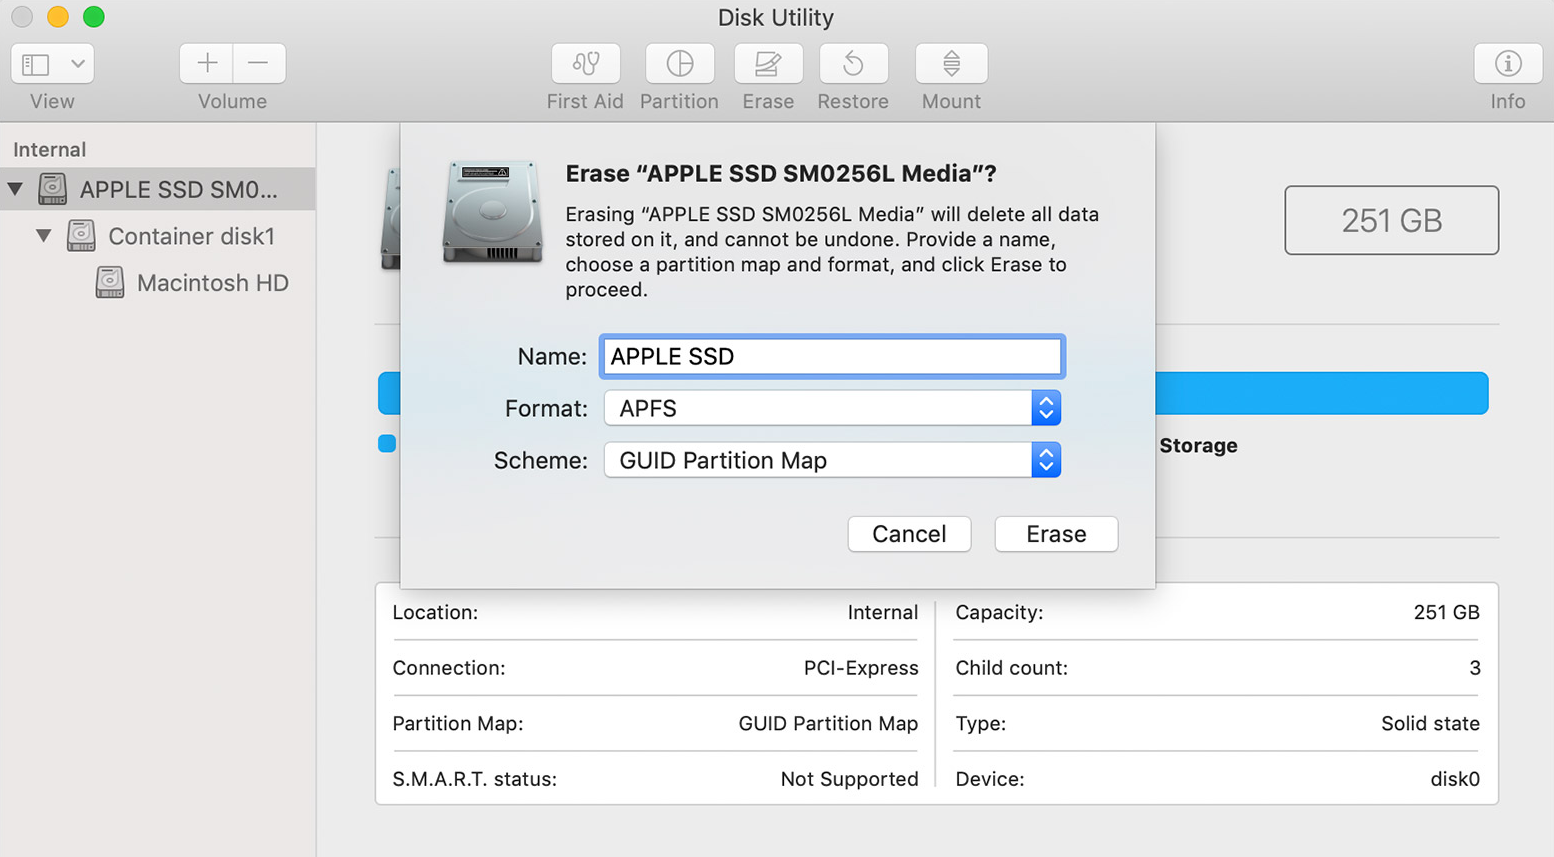 Disk Utility
View
Volume
First Aid
Partition
Erase
Restore
Mount
Info
Internal
APPLE SSD SM0...
Container disk1
Macintosh HD
Erase “APPLE SSD SM0256L Media”?
Erasing “APPLE SSD SM0256L Media” will delete all data
stored on it, and cannot be undone. Provide a name,
choose a partition map and format, and click Erase to
proceed.
Name: APPLE SSD
Format: APFS
Scheme: GUID Partition Map
Cancel
Erase
251 GB
Storage
Location: Internal
Connection: PCI-Express
Partition Map: GUID Partition Map
S.M.A.R.T. status: Not Supported
Capacity: 251 GB
Child count: 3
Type: Solid state
Device: disk0